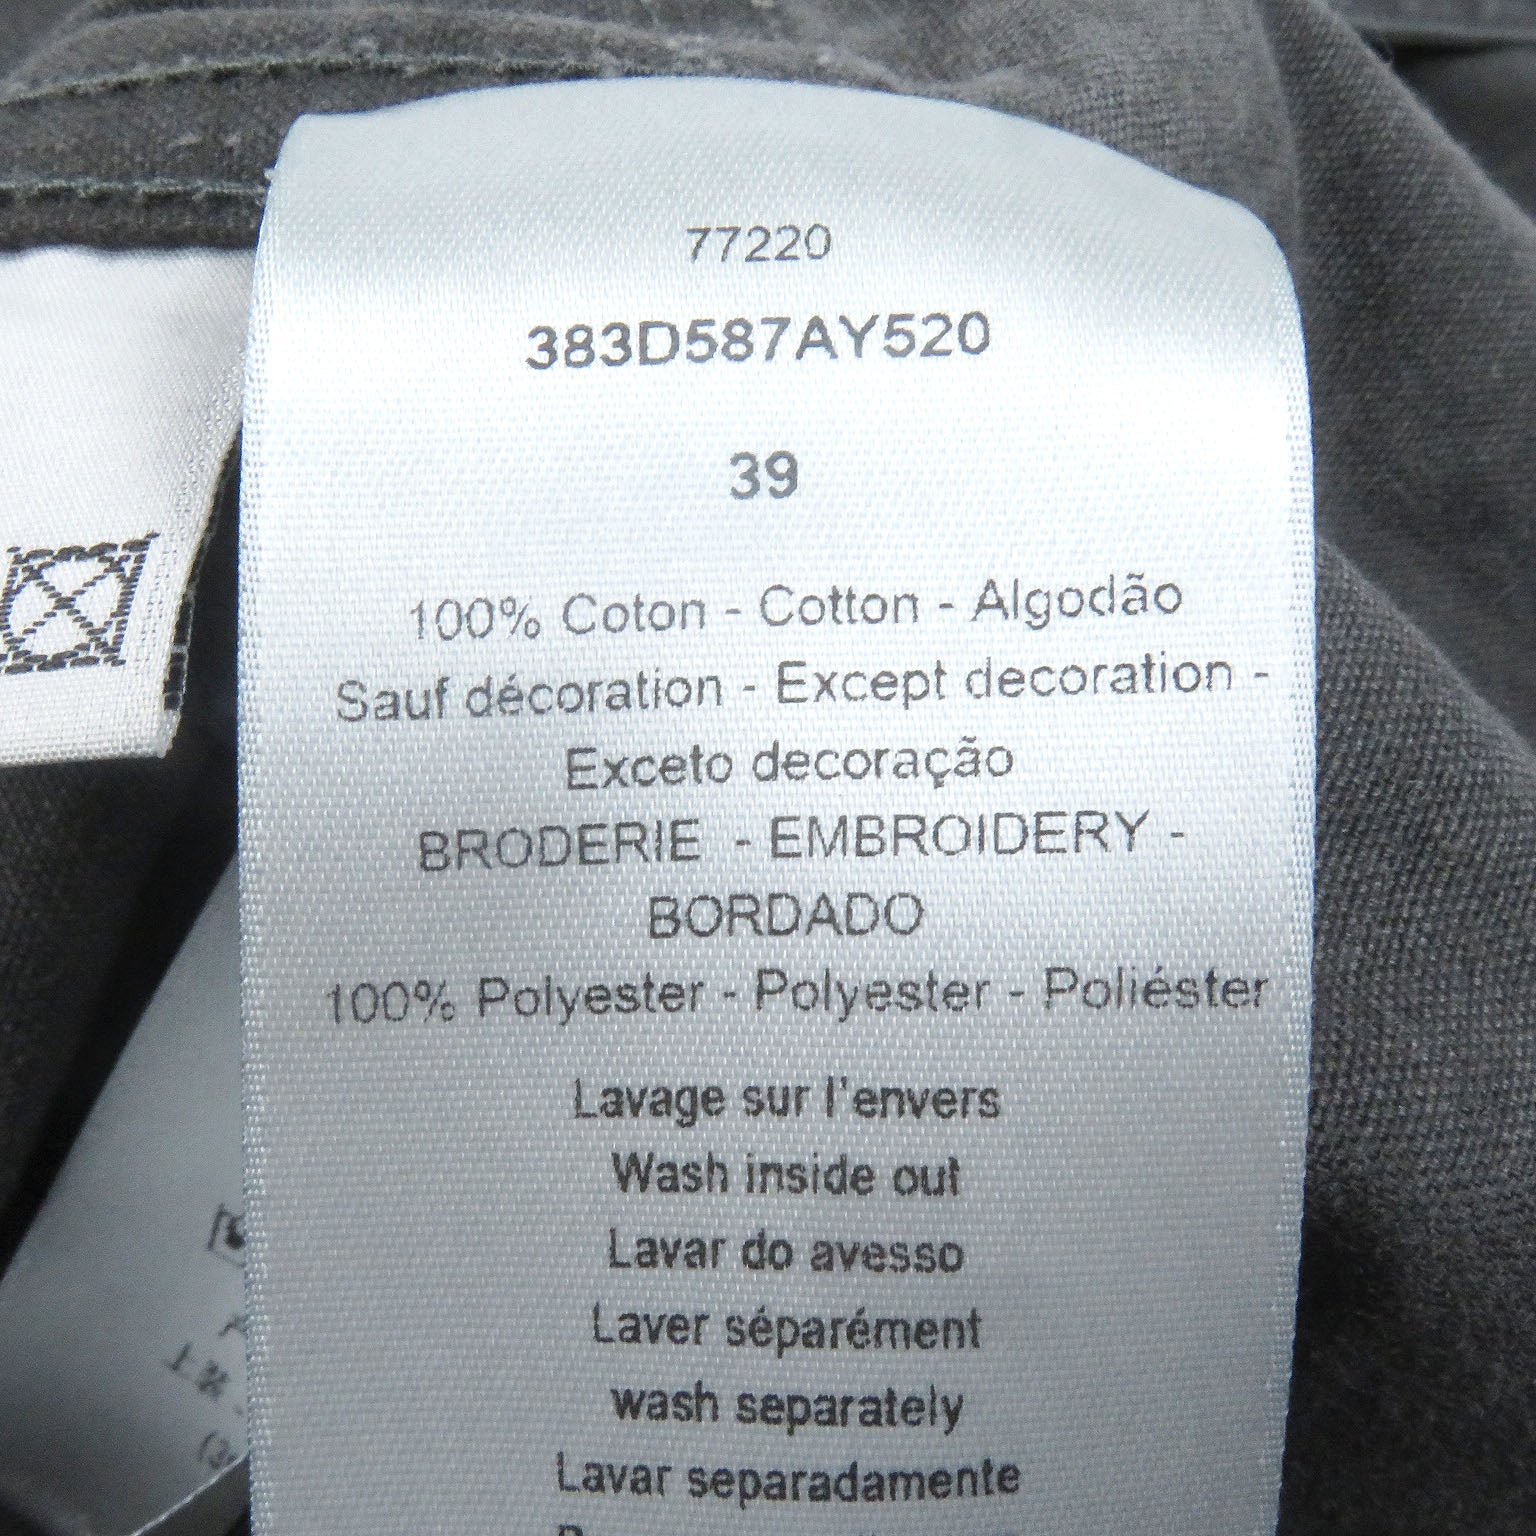 77220
383D587AY520
39
100% Coton - Cotton - Algodão
Sauf décoration - Except decoration -
Exceto decoração
BRODERIE - EMBROIDERY -
BORDADO
100% Polyester - Polyester - Poliéster
Lavage sur l'envers
Wash inside out
Lavar do avesso
Laver séparément
wash separately
Lavar separadamente